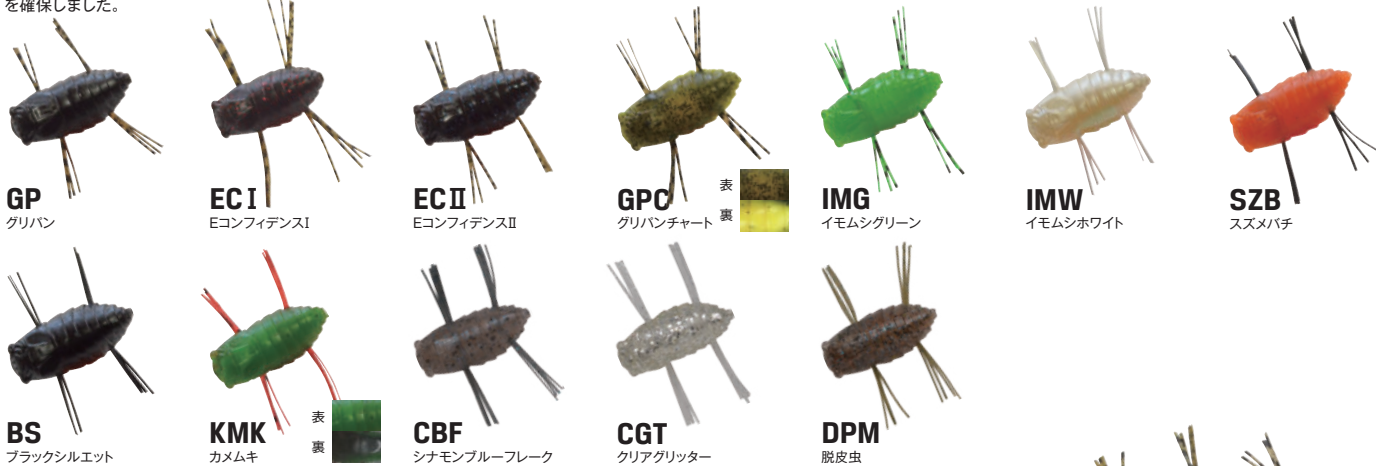 を確保しました。
GP
グリパン
ECⅠ
EコンフィデンスⅠ
ECⅡ
EコンフィデンスⅡ
GPC
グリパンチャート
表
裏
IMG
イモムシグリーン
IMW
イモムシホワイト
SZB
スズメバチ
BS
ブラックシルエット
KMK
カメムキ
表
裏
CBF
シナモンブルーフレーク
CGT
クリアグリッター
DPM
脱皮虫